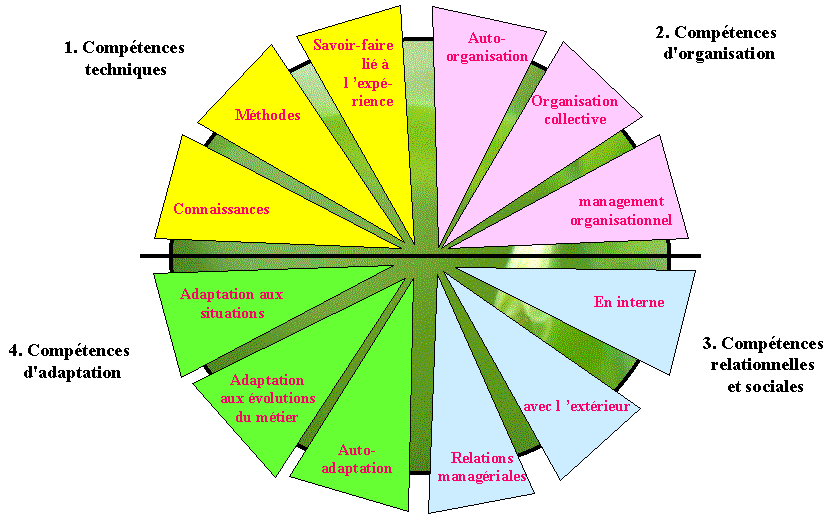 1. Compétences
techniques
Savoir-faire
lié à
l ’expé-
rience
Méthodes
Connaissances
2. Compétences
d'organisation
Auto-
organisation
Organisation
collective
management
organisationnel
3. Compétences
relationnelles
et sociales
En interne
avec l ’extérieur
Relations
managériales
4. Compétences
d'adaptation
Adaptation aux
situations
Adaptation
aux évolutions
du métier
Auto-
adaptation